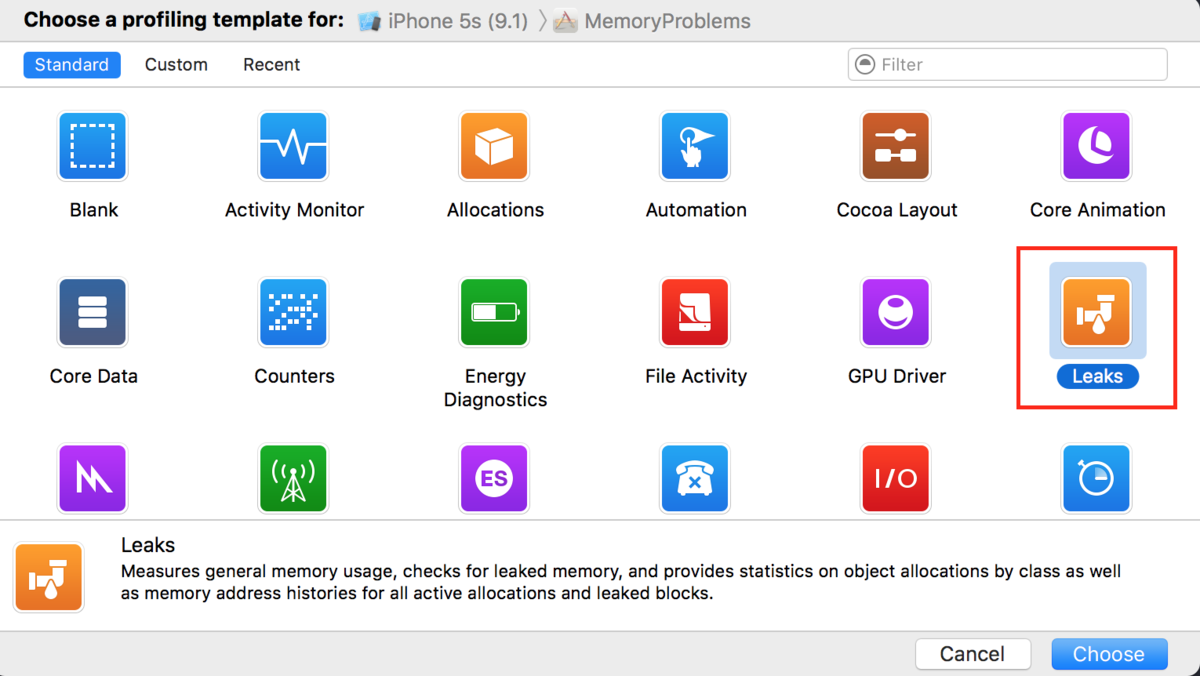 Choose a profiling template for: iPhone 5s (9.1) MemoryProblems
Standard Custom Recent Filter
Blank Activity Monitor Allocations Automation Cocoa Layout Core Animation
Core Data Counters Energy Diagnostics File Activity GPU Driver Leaks
ES I/O
Leaks
Measures general memory usage, checks for leaked memory, and provides statistics on object allocations by class as well
as memory address histories for all active allocations and leaked blocks.
Cancel Choose